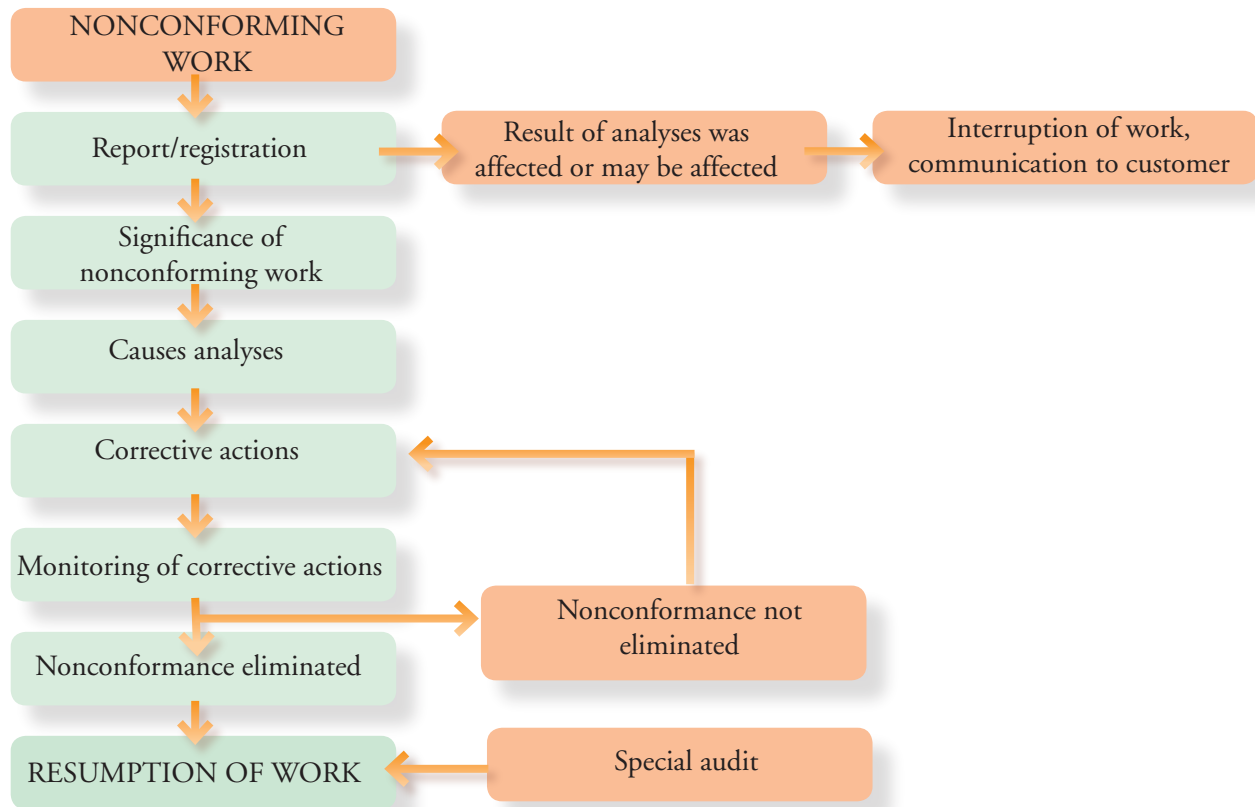 NONCONFORMING
WORK
Report/registration
Result of analyses was
affected or may be affected
Interruption of work,
communication to customer
Significance of
nonconforming work
Causes analyses
Corrective actions
Monitoring of corrective actions
Nonconformance not
eliminated
Nonconformance eliminated
RESUMPTION OF WORK
Special audit